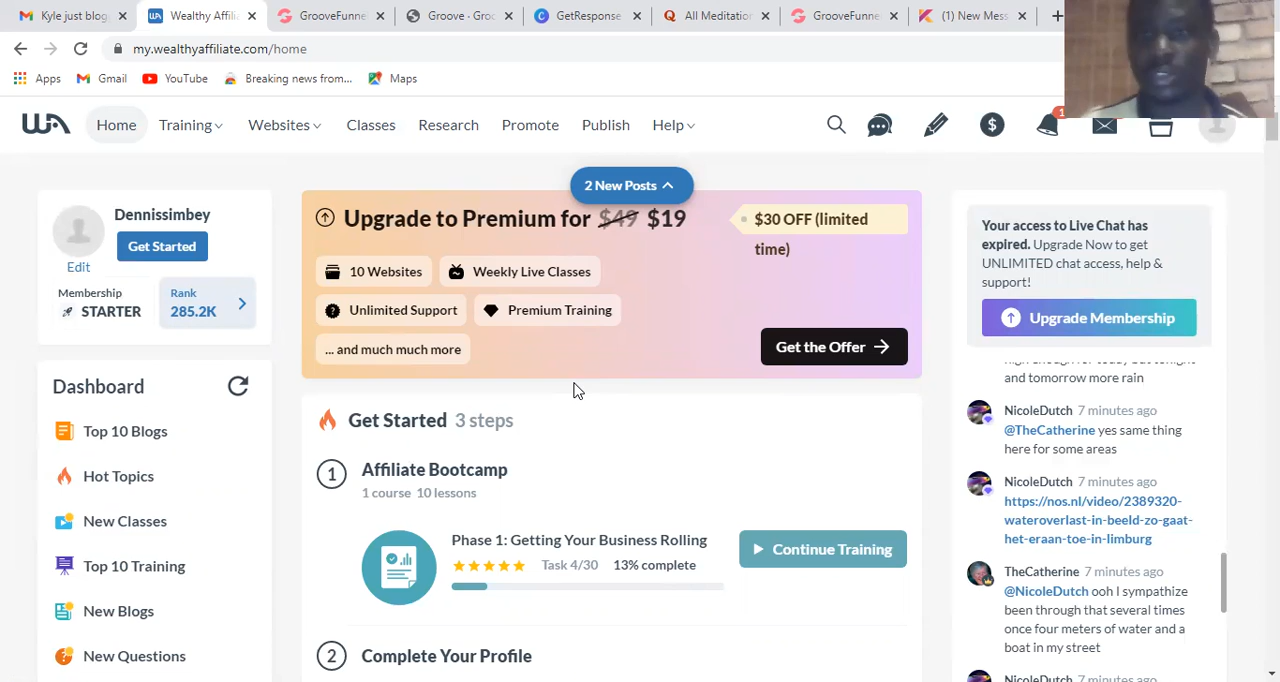 Kyle just blog
Wealthy Affilia
GrooveFunne
Groove - Groo
GetResponse
All Meditatio
GrooveFunne
(1) New Mess
my.wealthyaffiliate.com/home
Apps
Gmail
YouTube
Breaking news from...
Maps
WA
Home
Training
Websites
Classes
Research
Promote
Publish
Help
$
1
2 New Posts
Dennissimbey
Get Started
Edit
Membership
STARTER
Rank
285.2K
Upgrade to Premium for $49 $19
$30 OFF (limited
time)
10 Websites
Weekly Live Classes
Unlimited Support
Premium Training
... and much much more
Get the Offer
Your access to Live Chat has
expired. Upgrade Now to get
UNLIMITED chat access, help &
support!
Upgrade Membership
Dashboard
Top 10 Blogs
Hot Topics
New Classes
Top 10 Training
New Blogs
New Questions
Get Started 3 steps
1
Affiliate Bootcamp
1 course 10 lessons
Phase 1: Getting Your Business Rolling
Task 4/30 13% complete
Continue Training
2
Complete Your Profile
and tomorrow more rain
NicoleDutch 7 minutes ago
@TheCatherine yes same thing
here for some areas
NicoleDutch 7 minutes ago
https://nos.nl/video/2389320-
wateroverlast-in-beeld-zo-gaat-
het-eraan-toe-in-limburg
TheCatherine 7 minutes ago
@NicoleDutch ooh I sympathize
been through that several times
once four meters of water and a
boat in my street
NicoleDutch 7 minutes ago